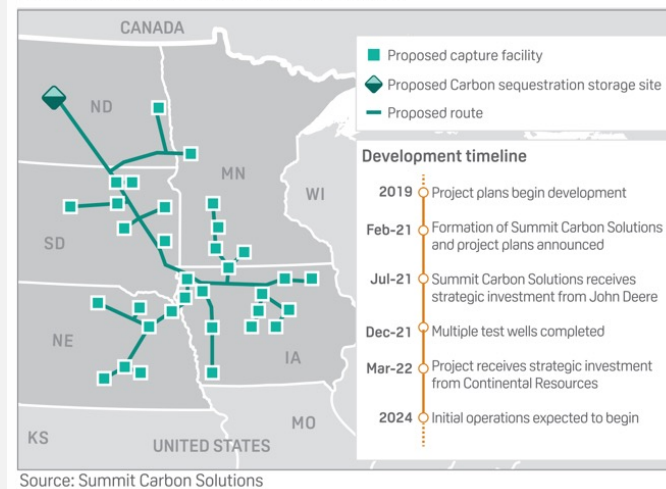 CANADA
ND
MN
WI
SD
NE
IA
KS
MO
UNITED STATES
Proposed capture facility
Proposed Carbon sequestration storage site
Proposed route
Development timeline
2019 Project plans begin development
Feb-21 Formation of Summit Carbon Solutions
and project plans announced
Jul-21 Summit Carbon Solutions receives
strategic investment from John Deere
Dec-21 Multiple test wells completed
Mar-22 Project receives strategic investment
from Continental Resources
2024 Initial operations expected to begin
Source: Summit Carbon Solutions